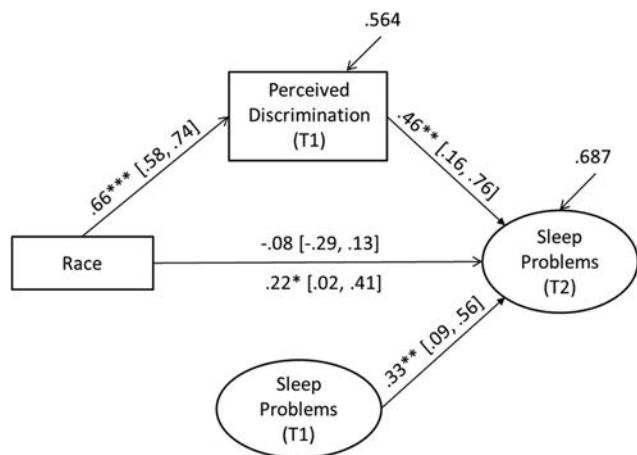 .564
Perceived
Discrimination
(T1)
.66*** [.58, .74]
.46** [.16, .76]
.687
Race
-.08 [-.29, .13]
.22* [.02, .41]
Sleep
Problems
(T2)
.33** [.09, .56]
Sleep
Problems
(T1)